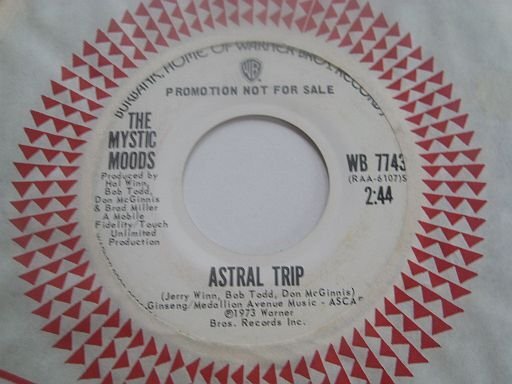 BURBANK, HOME OF WARNER BROS. RECORDS
WB
PROMOTION NOT FOR SALE
THE
MYSTIC
MOODS
Produced by
Hal Winn,
Bob Todd,
Don McGinnis
& Brad Miller
A Mobile
Fidelity/Touch
Unlimited
Production
WB 7743
(RAA-6107)S
2:44
ASTRAL TRIP
(Jerry Winn, Bob Todd, Don McGinnis)
Ginseng/Medallion Avenue Music - ASCAP
℗1973 Warner
Bros. Records Inc.